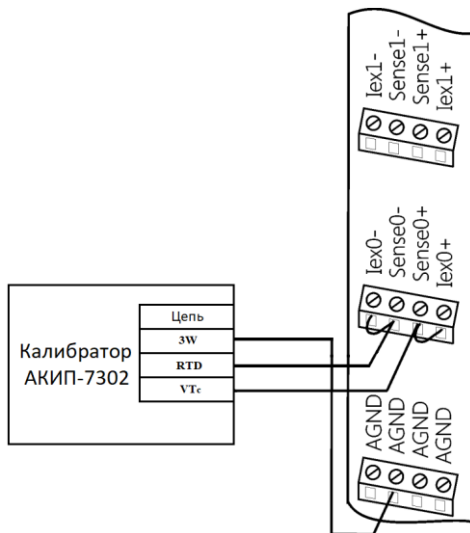 Iex1-
Sense1-
Sense1+
Iex1+
Iex0-
Sense0-
Sense0+
Iex0+
Калибратор
АКИП-7302
Цепь
3W
RTD
VTc
AGND
AGND
AGND
AGND